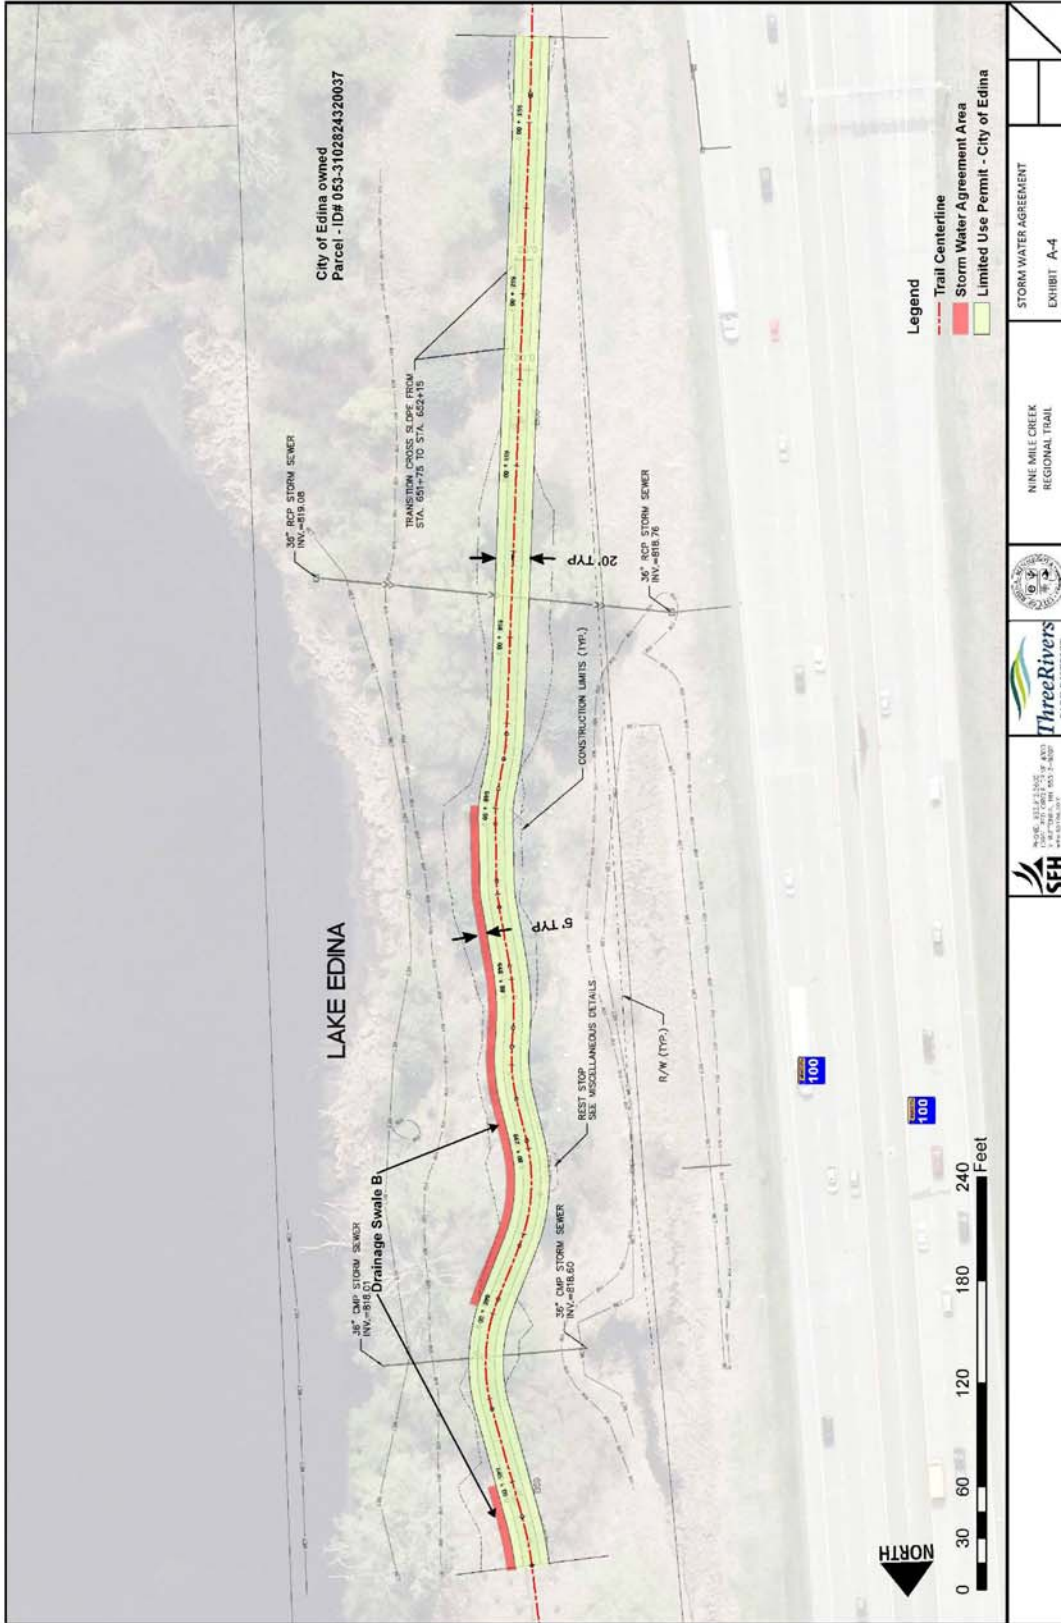 City of Edina owned
Parcel - ID# 053-3102824320037
36" RCP STORM SEWER
INV.=819.08
TRANSITION CROSS SLOPE FROM
STA. 651+75 TO STA. 652+15
LAKE EDINA
20' TYP
36" RCP STORM SEWER
INV.=818.76
CONSTRUCTION LIMITS (TYP.)
5' TYP
Drainage Swale B
36" CMP STORM SEWER
INV.=818.01
REST STOP
SEE MISCELLANEOUS DETAILS
R/W (TYP.)
36" CMP STORM SEWER
INV.=818.60
100
100
Legend
Trail Centerline
Storm Water Agreement Area
Limited Use Permit - City of Edina
NORTH
0 30 60 120 180 240
Feet
SEH
ThreeRivers
NINE MILE CREEK
REGIONAL TRAIL
STORM WATER AGREEMENT
EXHIBIT A-4